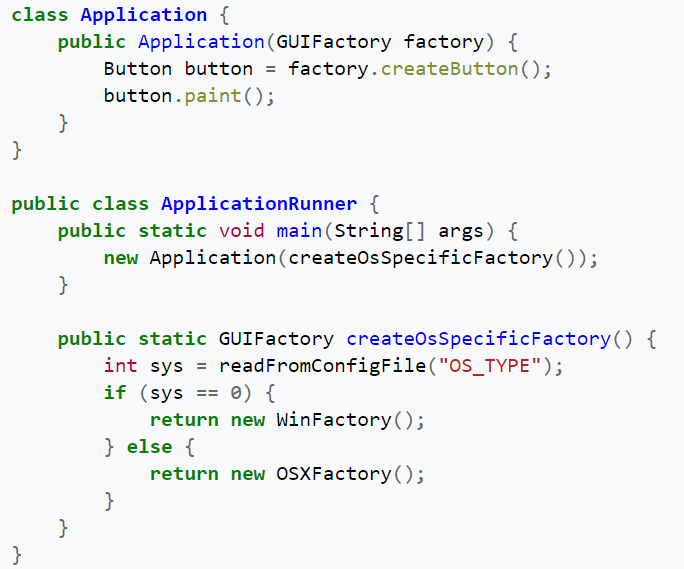 class Application {
    public Application(GUIFactory factory) {
        Button button = factory.createButton();
        button.paint();
    }
}

public class ApplicationRunner {
    public static void main(String[] args) {
        new Application(createOsSpecificFactory());
    }

    public static GUIFactory createOsSpecificFactory() {
        int sys = readFromConfigFile("OS_TYPE");
        if (sys == 0) {
            return new WinFactory();
        } else {
            return new OSXFactory();
        }
    }
}